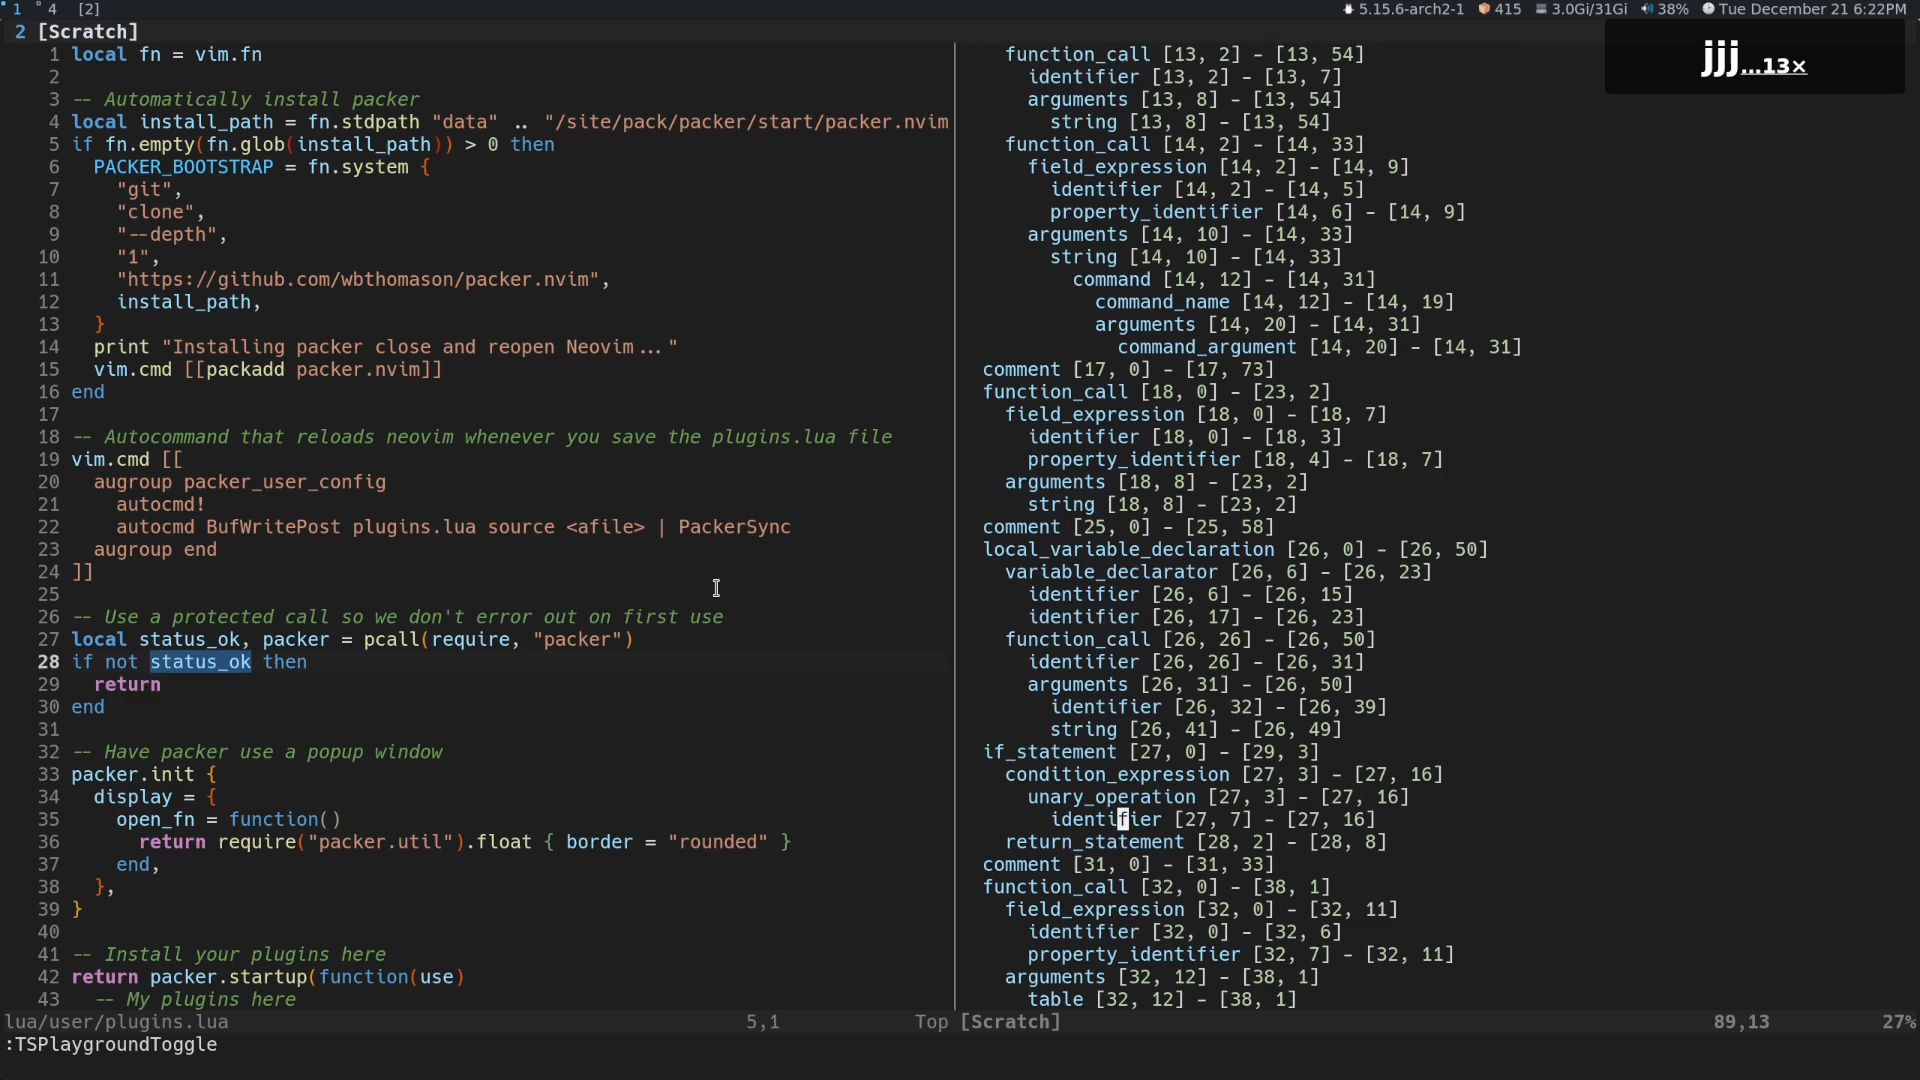 1 4 [2]
5.15.6-arch2-1 415 3.0Gi/31Gi 38% Tue December 21 6:22PM
2 [Scratch]
jjj...13×
1 local fn = vim.fn
2
3 -- Automatically install packer
4 local install_path = fn.stdpath "data" .. "/site/pack/packer/start/packer.nvim
5 if fn.empty(fn.glob(install_path)) > 0 then
6 PACKER_BOOTSTRAP = fn.system {
7 "git",
8 "clone",
9 "--depth",
10 "1",
11 "https://github.com/wbthomason/packer.nvim",
12 install_path,
13 }
14 print "Installing packer close and reopen Neovim..."
15 vim.cmd [[packadd packer.nvim]]
16 end
17
18 -- Autocommand that reloads neovim whenever you save the plugins.lua file
19 vim.cmd [[
20 augroup packer_user_config
21 autocmd!
22 autocmd BufWritePost plugins.lua source <afile> | PackerSync
23 augroup end
24 ]]
25
26 -- Use a protected call so we don't error out on first use
27 local status_ok, packer = pcall(require, "packer")
28 if not status_ok then
29 return
30 end
31
32 -- Have packer use a popup window
33 packer.init {
34 display = {
35 open_fn = function()
36 return require("packer.util").float { border = "rounded" }
37 end,
38 },
39 }
40
41 -- Install your plugins here
42 return packer.startup(function(use)
43 -- My plugins here
function_call [13, 2] - [13, 54]
identifier [13, 2] - [13, 7]
arguments [13, 8] - [13, 54]
string [13, 8] - [13, 54]
function_call [14, 2] - [14, 33]
field_expression [14, 2] - [14, 9]
identifier [14, 2] - [14, 5]
property_identifier [14, 6] - [14, 9]
arguments [14, 10] - [14, 33]
string [14, 10] - [14, 33]
command [14, 12] - [14, 31]
command_name [14, 12] - [14, 19]
arguments [14, 20] - [14, 31]
command_argument [14, 20] - [14, 31]
comment [17, 0] - [17, 73]
function_call [18, 0] - [23, 2]
field_expression [18, 0] - [18, 7]
identifier [18, 0] - [18, 3]
property_identifier [18, 4] - [18, 7]
arguments [18, 8] - [23, 2]
string [18, 8] - [23, 2]
comment [25, 0] - [25, 58]
local_variable_declaration [26, 0] - [26, 50]
variable_declarator [26, 6] - [26, 23]
identifier [26, 6] - [26, 15]
identifier [26, 17] - [26, 23]
function_call [26, 26] - [26, 50]
identifier [26, 26] - [26, 31]
arguments [26, 31] - [26, 50]
identifier [26, 32] - [26, 39]
string [26, 41] - [26, 49]
if_statement [27, 0] - [29, 3]
condition_expression [27, 3] - [27, 16]
unary_operation [27, 3] - [27, 16]
identifier [27, 7] - [27, 16]
return_statement [28, 2] - [28, 8]
comment [31, 0] - [31, 33]
function_call [32, 0] - [38, 1]
field_expression [32, 0] - [32, 11]
identifier [32, 0] - [32, 6]
property_identifier [32, 7] - [32, 11]
arguments [32, 12] - [38, 1]
table [32, 12] - [38, 1]
lua/user/plugins.lua 5,1 Top [Scratch] 89,13 27%
:TSPlaygroundToggle